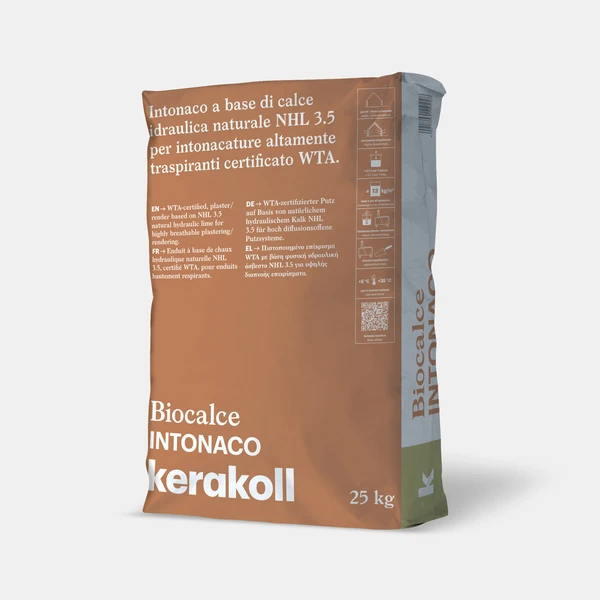 Intonaco a base di calce
idraulica naturale NHL 3.5
per intonacature altamente
traspiranti certificato WTA.
EN → WTA-certified, plaster/
render based on NHL 3.5
natural hydraulic lime for
highly breathable plastering/
rendering.
FR → Enduit à base de chaux
hydraulique naturelle NHL
3.5, certifié WTA, pour enduits
hautement respirants.
DE → WTA-zertifizierter Putz
auf Basis von natürlichem
hydraulischem Kalk NHL
3.5 für hoch diffusionsoffene
Putzsysteme.
EL → Πιστοποιημένο επίχρισμα
WTA με βάση φυσική υδραυλική
άσβεστο NHL 3.5 για υψηλής
διαπνοής επιχρίσματα.
+5 °C
+35 °C
Biocalce
INTONACO
kerakoll
25 kg
Biocalce
INTONACO